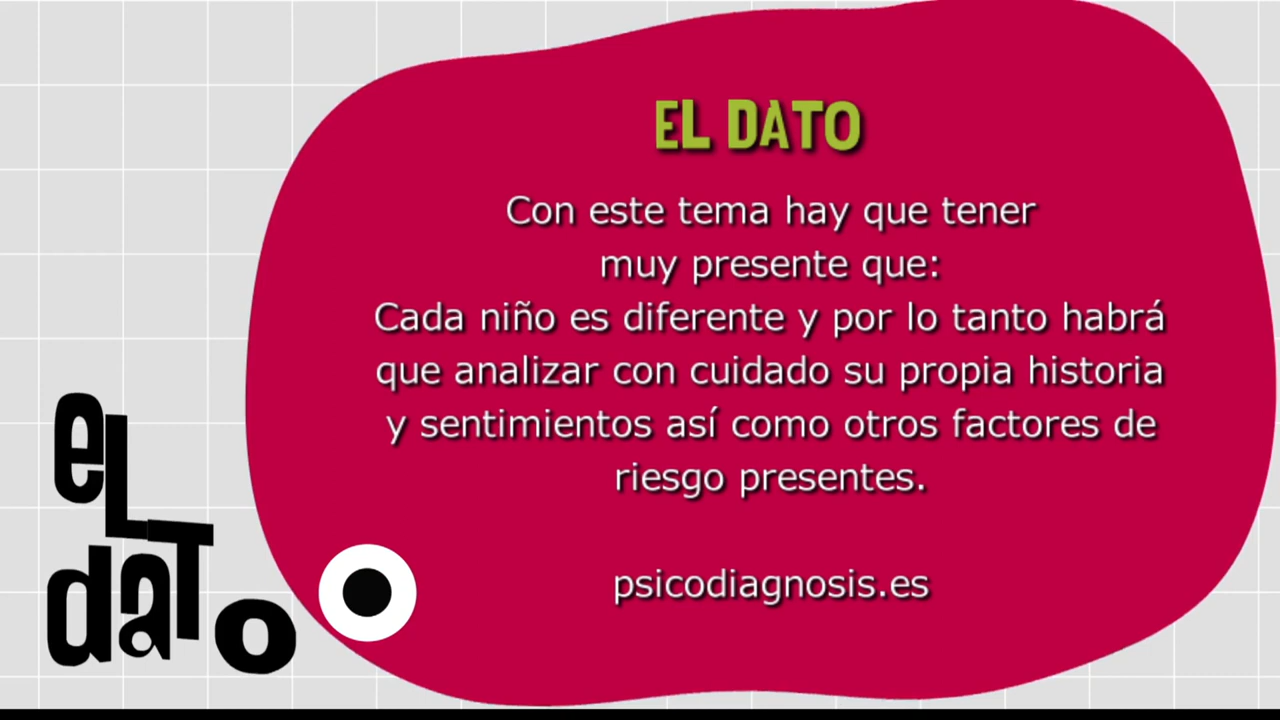 EL DATO
Con este tema hay que tener
muy presente que:
Cada niño es diferente y por lo tanto habrá
que analizar con cuidado su propia historia
y sentimientos así como otros factores de
riesgo presentes.
psicodiagnosis.es
eL
daTo